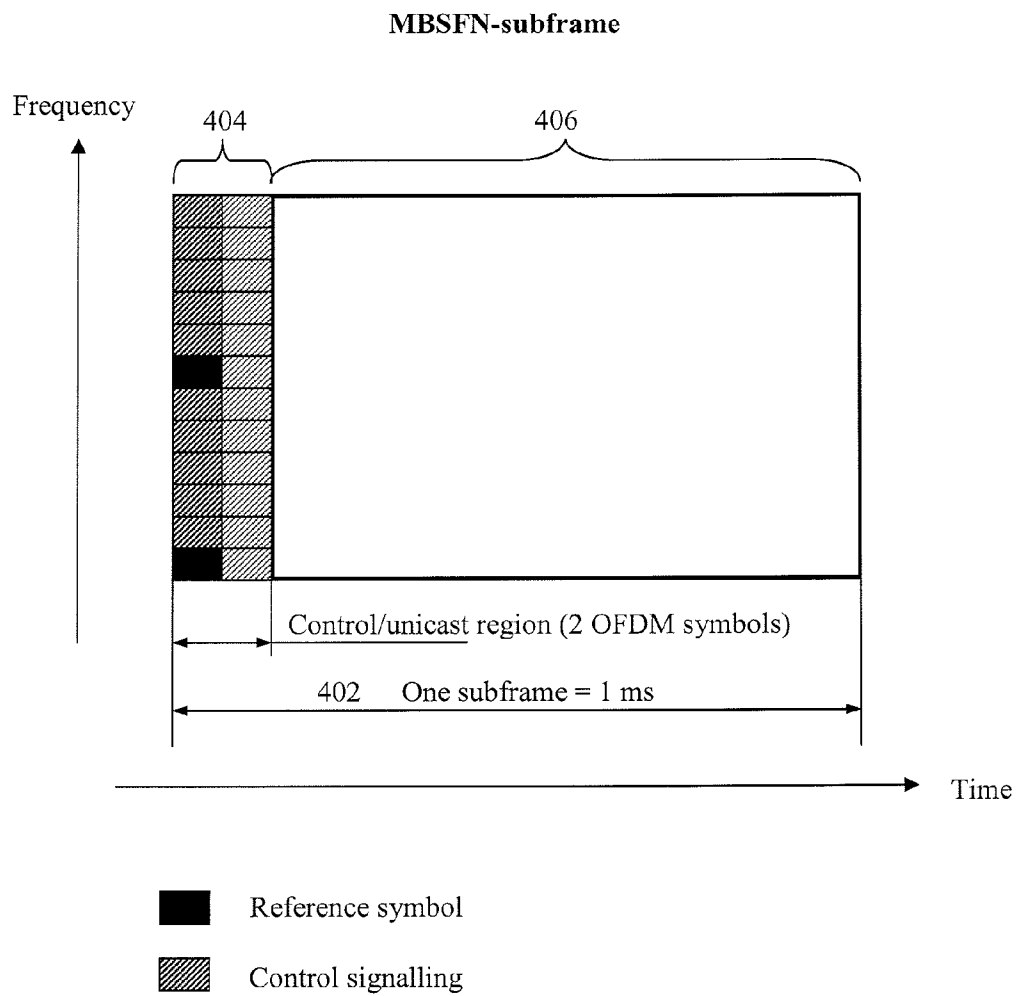 MBSFN-subframe
Frequency
404
406
Control/unicast region (2 OFDM symbols)
402 One subframe = 1 ms
Time
Reference symbol
Control signalling